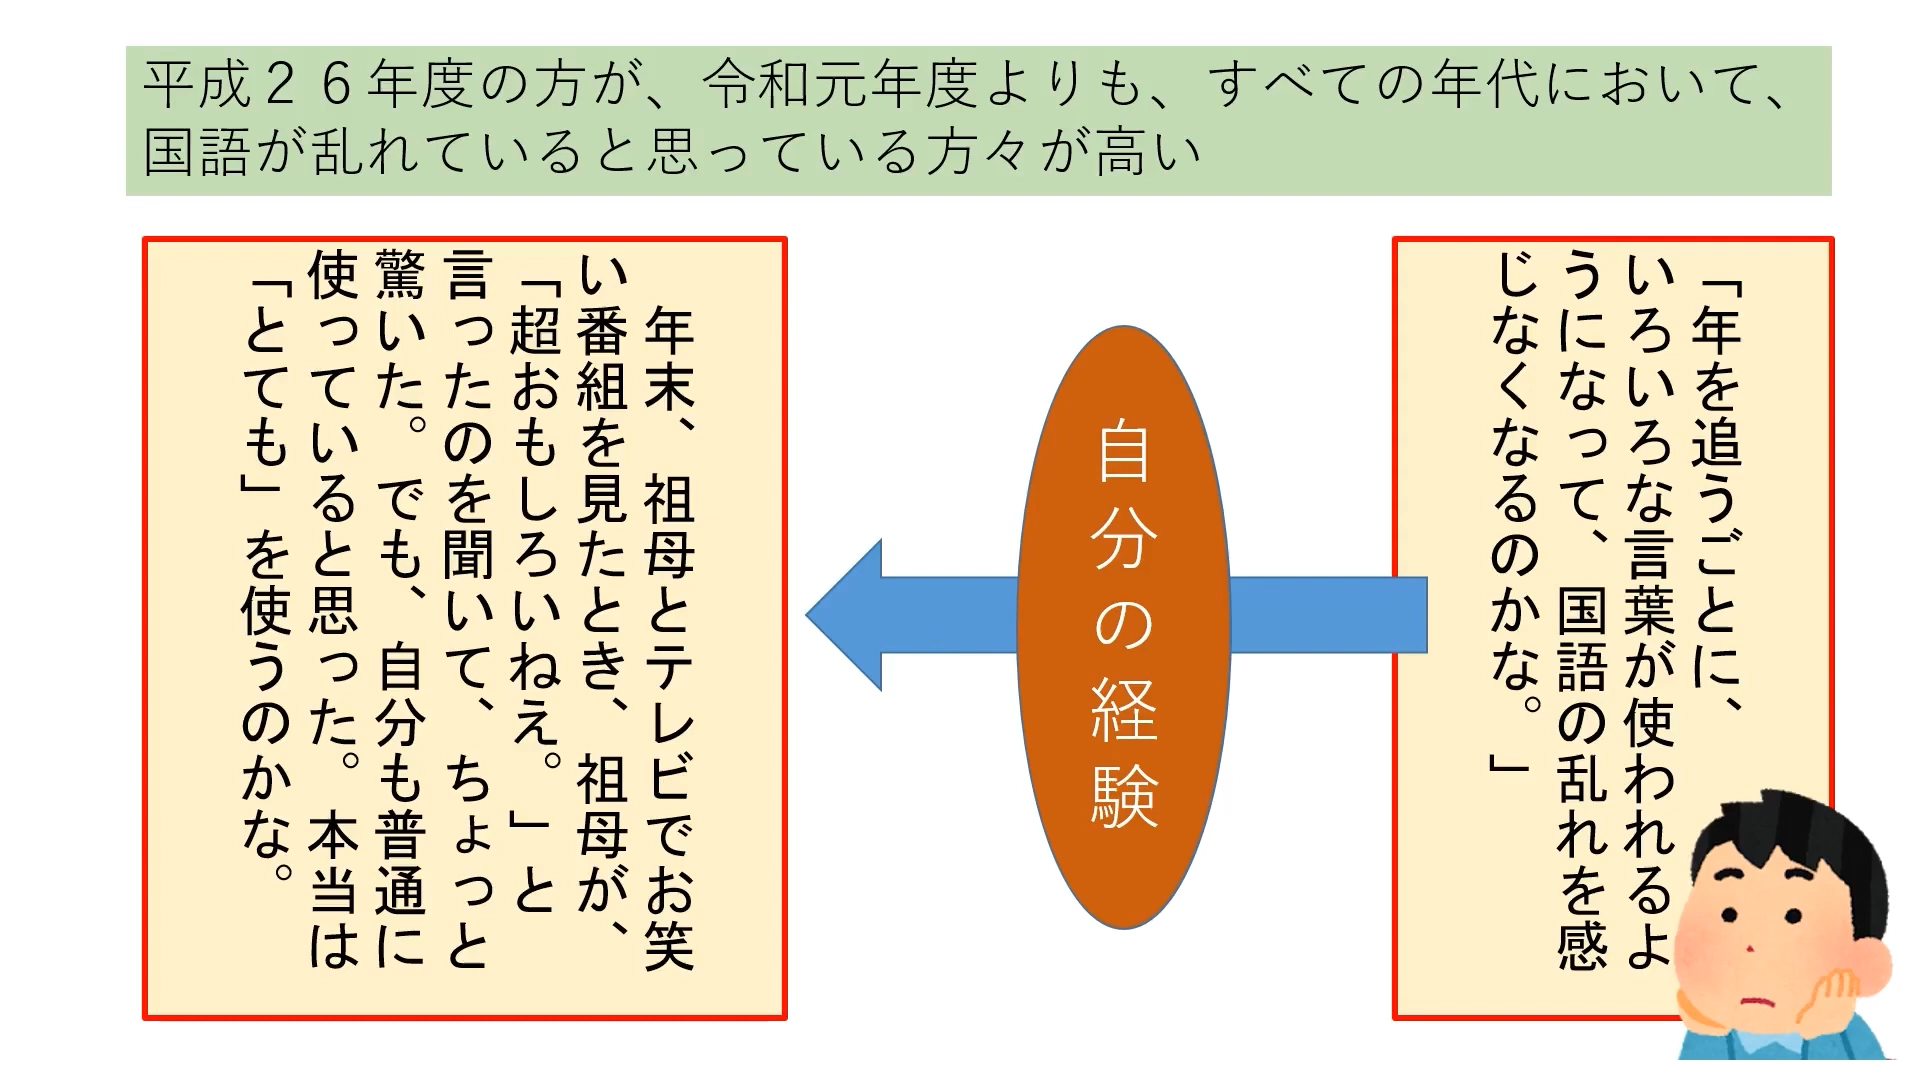 平成２６年度の方が、令和元年度よりも、すべての年代において、
国語が乱れていると思っている方々が高い
「年を追うごとに、
いろいろな言葉が使われるよ
うになって、国語の乱れを感
じなくなるのかな。」
自分の経験
年末、祖母とテレビでお笑
い番組を見たとき、祖母が、
「超おもしろいねえ。」と
言ったのを聞いて、ちょっと
驚いた。でも、自分も普通に
使っていると思った。本当は
「とても」を使うのかな。